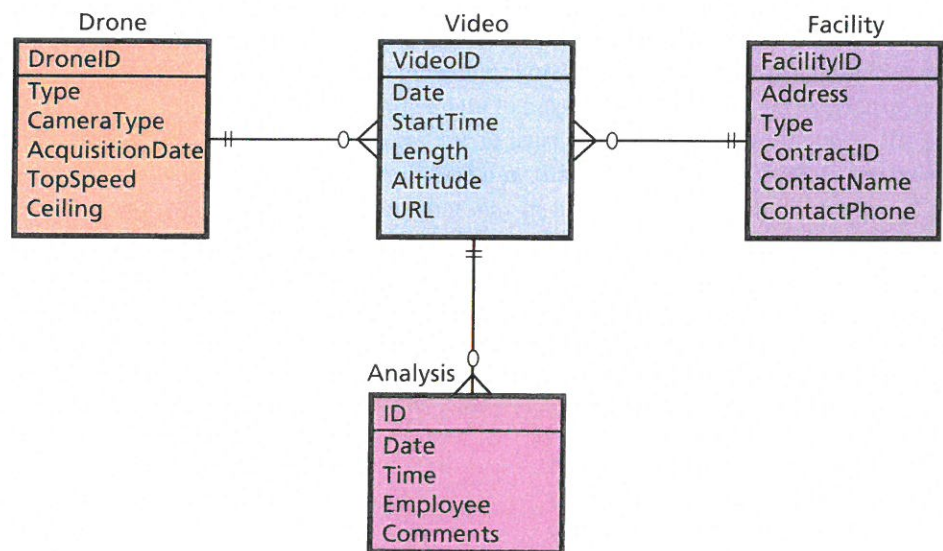 Drone
DroneID
Type
CameraType
AcquisitionDate
TopSpeed
Ceiling
Video
VideoID
Date
StartTime
Length
Altitude
URL
Facility
FacilityID
Address
Type
ContractID
ContactName
ContactPhone
Analysis
ID
Date
Time
Employee
Comments